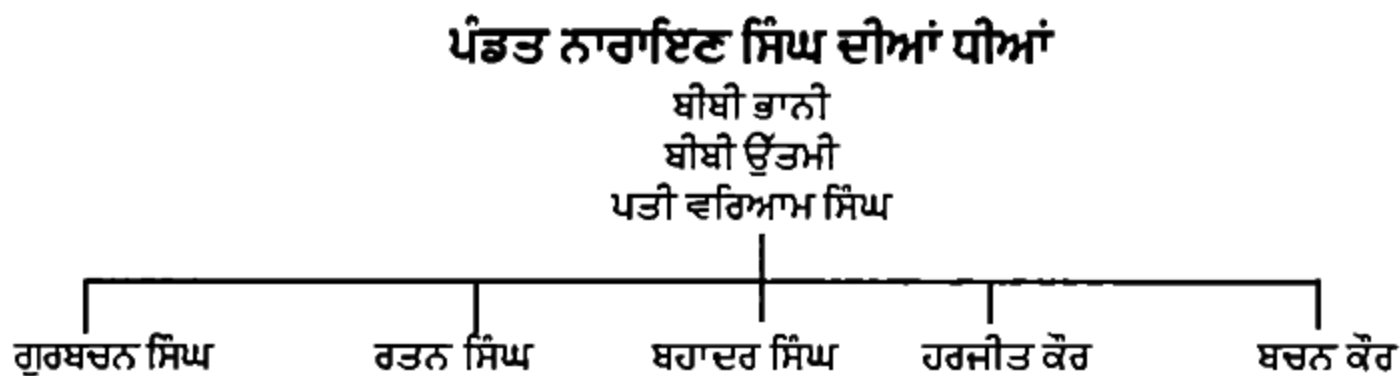 ਪੰਡਤ ਨਾਰਾਇਣ ਸਿੰਘ ਦੀਆਂ ਧੀਆਂ
ਬੀਬੀ ਭਾਨੀ
ਬੀਬੀ ਉੱਤਮੀ
ਪਤੀ ਵਰਿਆਮ ਸਿੰਘ
ਗੁਰਬਚਨ ਸਿੰਘ ਰਤਨ ਸਿੰਘ ਬਹਾਦਰ ਸਿੰਘ ਹਰਜੀਤ ਕੌਰ ਬਚਨ ਕੌਰ